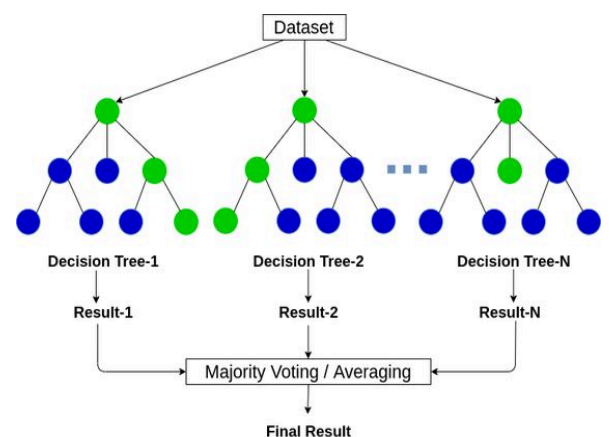 Dataset
Decision Tree-1
Decision Tree-2
Decision Tree-N
Result-1
Result-2
Result-N
Majority Voting / Averaging
Final Result